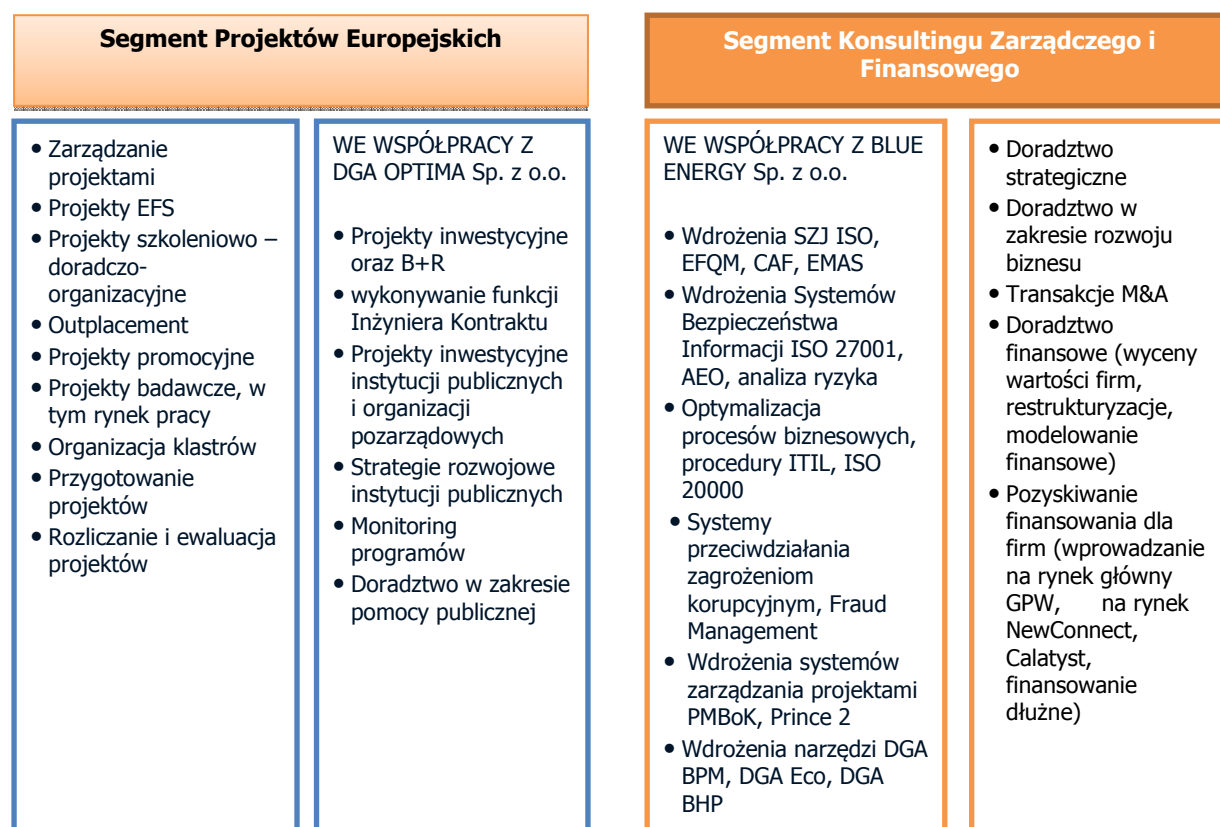 Segment Projektów Europejskich
• Zarządzanie
projektami
• Projekty EFS
• Projekty szkoleniowo –
doradczo-
organizacyjne
• Outplacement
• Projekty promocyjne
• Projekty badawcze, w
tym rynek pracy
• Organizacja klastrów
• Przygotowanie
projektów
• Rozliczanie i ewaluacja
projektów
WE WSPÓŁPRACY Z
DGA OPTIMA Sp. z o.o.
• Projekty inwestycyjne
oraz B+R
• wykonywanie funkcji
Inżyniera Kontraktu
• Projekty inwestycyjne
instytucji publicznych
i organizacji
pozarządowych
• Strategie rozwojowe
instytucji publicznych
• Monitoring
programów
• Doradztwo w zakresie
pomocy publicznej
Segment Konsultingu Zarządczego i
Finansowego
WE WSPÓŁPRACY Z BLUE
ENERGY Sp. z o.o.
• Wdrożenia SZJ ISO,
EFQM, CAF, EMAS
• Wdrożenia Systemów
Bezpieczeństwa
Informacji ISO 27001,
AEO, analiza ryzyka
• Optymalizacja
procesów biznesowych,
procedury ITIL, ISO
20000
• Systemy
przeciwdziałania
zagrożeniom
korupcyjnym, Fraud
Management
• Wdrożenia systemów
zarządzania projektami
PMBoK, Prince 2
• Wdrożenia narzędzi DGA
BPM, DGA Eco, DGA
BHP
• Doradztwo
strategiczne
• Doradztwo w
zakresie rozwoju
biznesu
• Transakcje M&A
• Doradztwo
finansowe (wyceny
wartości firm,
restrukturyzacje,
modelowanie
finansowe)
• Pozyskiwanie
finansowania dla
firm (wprowadzanie
na rynek główny
GPW, na rynek
NewConnect,
Calatyst,
finansowanie
dłużne)